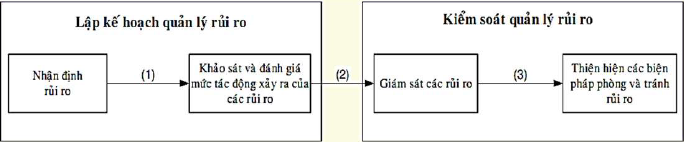 Lập kế hoạch quản lý rủi ro
Kiểm soát quản lý rủi ro
Nhận định
rủi ro
(1)
Khảo sát và đánh giá
mức tác động xảy ra của
các rủi ro
(2)
Giám sát các rủi ro
(3)
Thiện hiện các biện
pháp phòng và tránh
rủi ro